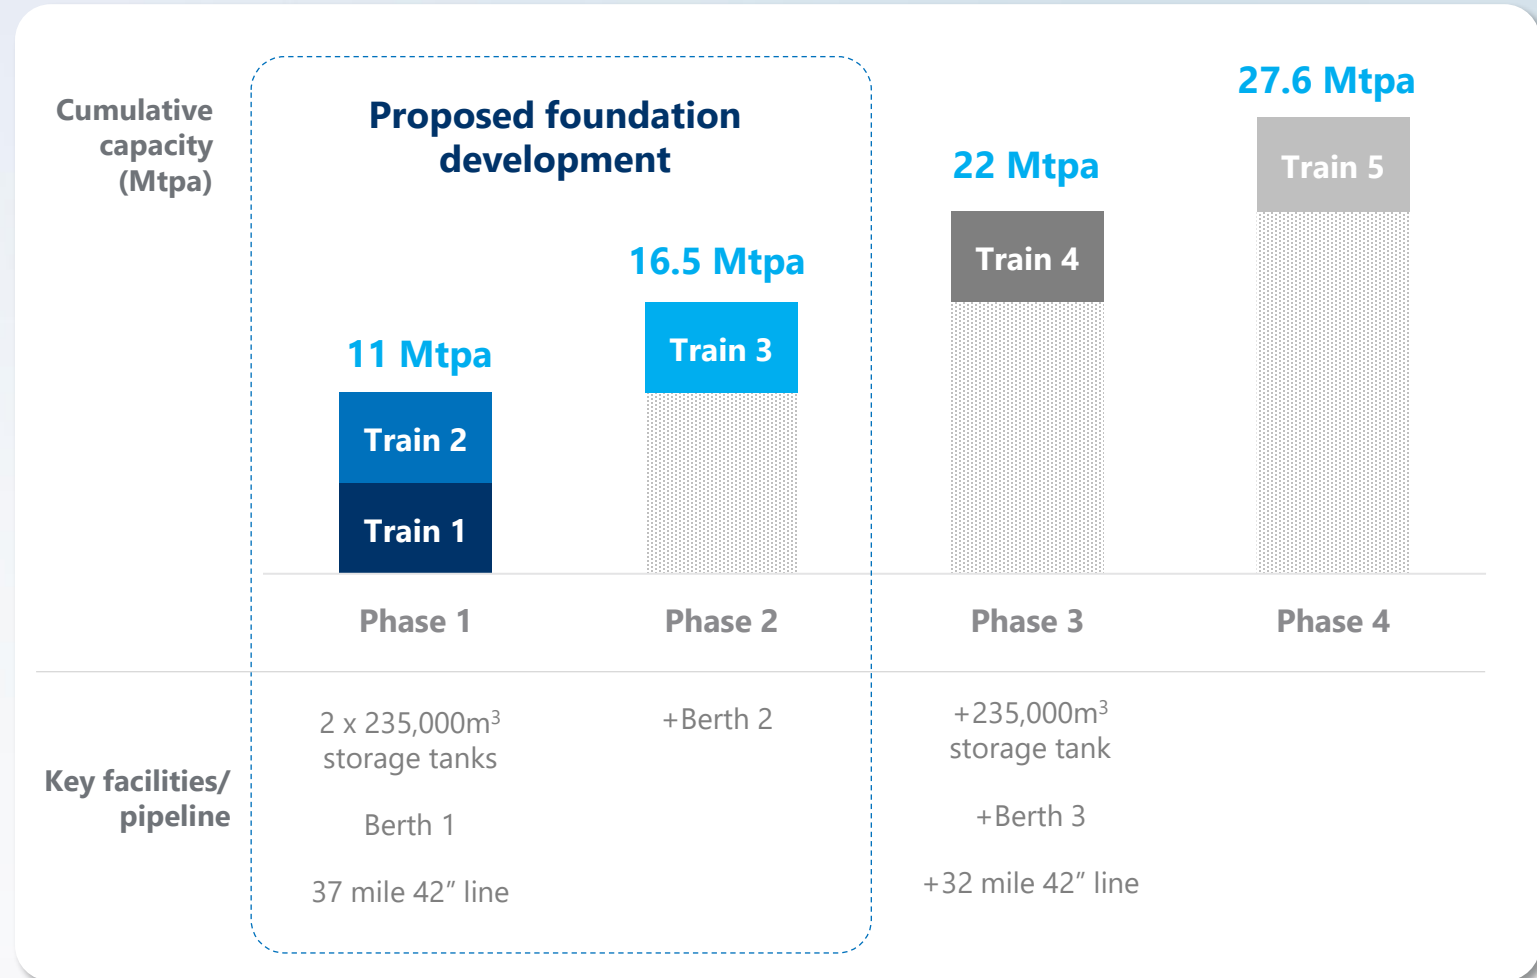 Cumulative
capacity
(Mtpa)
Proposed foundation
development
11 Mtpa
Train 2
Train 1
16.5 Mtpa
Train 3
22 Mtpa
Train 4
27.6 Mtpa
Train 5
Phase 1
Phase 2
Phase 3
Phase 4
Key facilities/
pipeline
2 x 235,000m³
storage tanks
Berth 1
37 mile 42” line
+Berth 2
+235,000m³
storage tank
+Berth 3
+32 mile 42” line